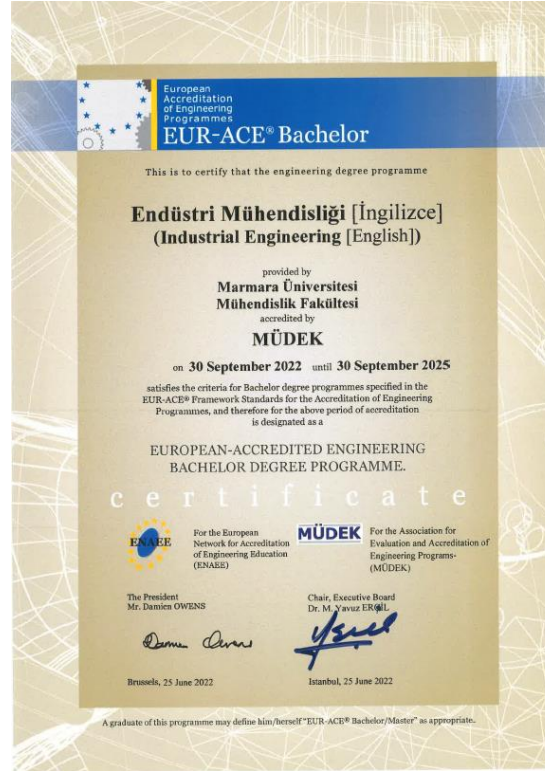 European
Accreditation
of Engineering
Programmes
EUR-ACE® Bachelor
This is to certify that the engineering degree programme
Endüstri Mühendisliği [İngilizce]
(Industrial Engineering [English])
provided by
Marmara Üniversitesi
Mühendislik Fakültesi
accredited by
MÜDEK
on 30 September 2022 until 30 September 2025
satisfies the criteria for Bachelor degree programmes specified in the
EUR-ACE® Framework Standards for the Accreditation of Engineering
Programmes, and therefore for the above period of accreditation
is designated as a
EUROPEAN-ACCREDITED ENGINEERING
BACHELOR DEGREE PROGRAMME.
certificate
ENAEE
For the European
Network for Accreditation
of Engineering Education
(ENAEE)
MÜDEK
For the Association for
Evaluation and Accreditation of
Engineering Programs-
(MÜDEK)
The President
Mr. Damien OWENS
Chair, Executive Board
Dr. M. Yavuz ERÇİL
Damien Owens
Brussels, 25 June 2022
Istanbul, 25 June 2022
A graduate of this programme may define him/herself "EUR-ACE® Bachelor/Master" as appropriate.